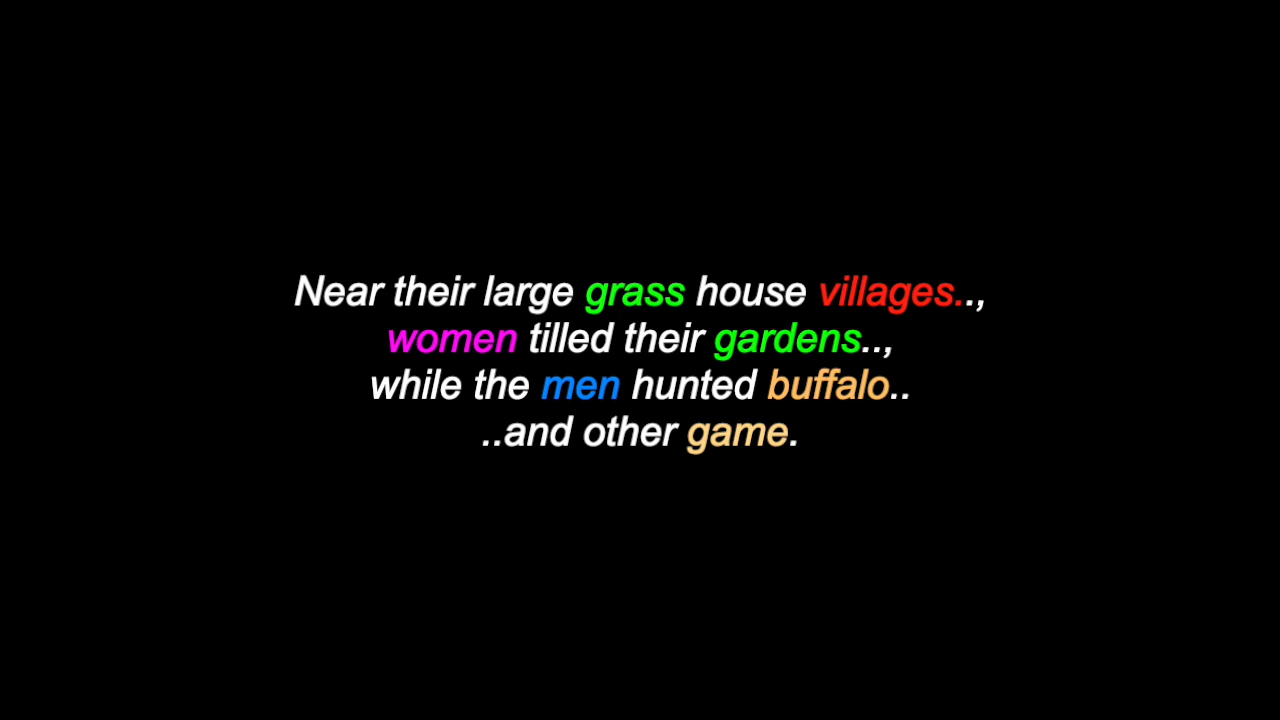 Near their large grass house villages..,
women tilled their gardens..,
while the men hunted buffalo..
..and other game.